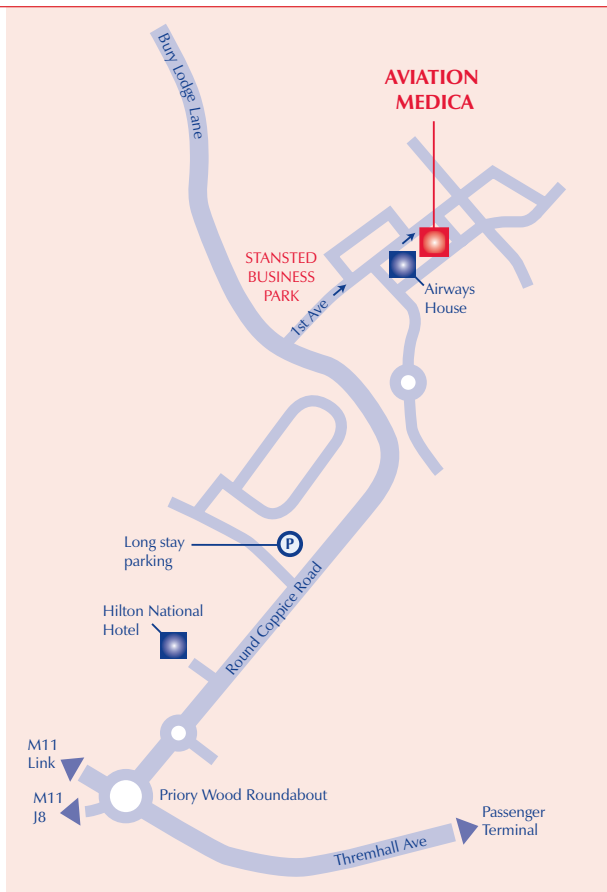 Bury Lodge Lane
AVIATION
MEDICA
STANSTED
BUSINESS
PARK
1st Ave
Airways
House
Long stay
parking
P
Round Coppice Road
Hilton National
Hotel
M11
Link
M11
J8
Priory Wood Roundabout
Thremhall Ave
Passenger
Terminal